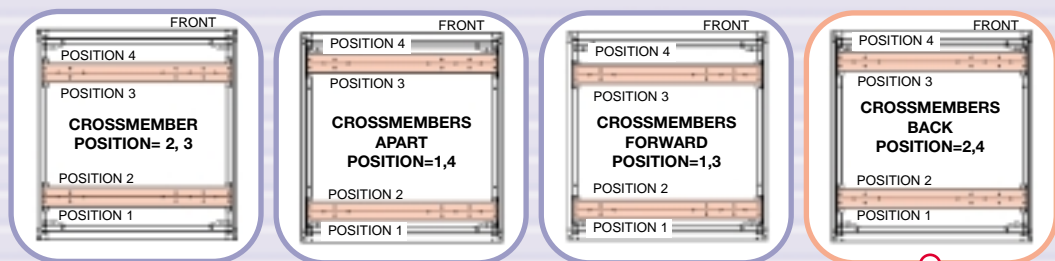 FRONT
POSITION 4
POSITION 3
CROSSMEMBER
POSITION= 2, 3
POSITION 2
POSITION 1
FRONT
POSITION 4
POSITION 3
CROSSMEMBERS
APART
POSITION=1,4
POSITION 2
POSITION 1
FRONT
POSITION 4
POSITION 3
CROSSMEMBERS
FORWARD
POSITION=1,3
POSITION 2
POSITION 1
FRONT
POSITION 4
POSITION 3
CROSSMEMBERS
BACK
POSITION=2,4
POSITION 2
POSITION 1